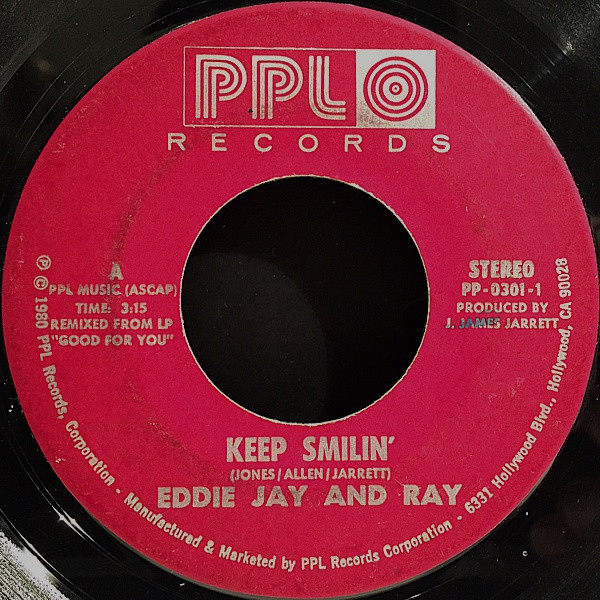 PPL
RECORDS
A
PPL MUSIC (ASCAP)
TIME: 3:15
REMIXED FROM LP
"GOOD FOR YOU"
STEREO
PP-0301-1
PRODUCED BY
J. JAMES JARRETT
KEEP SMILIN'
(JONES/ALLEN/JARRETT)
EDDIE JAY AND RAY
℗ © 1980 PPL Records, Corporation - Manufactured & Marketed by PPL Records Corporation - 6331 Hollywood Blvd., Hollywood, CA 90028